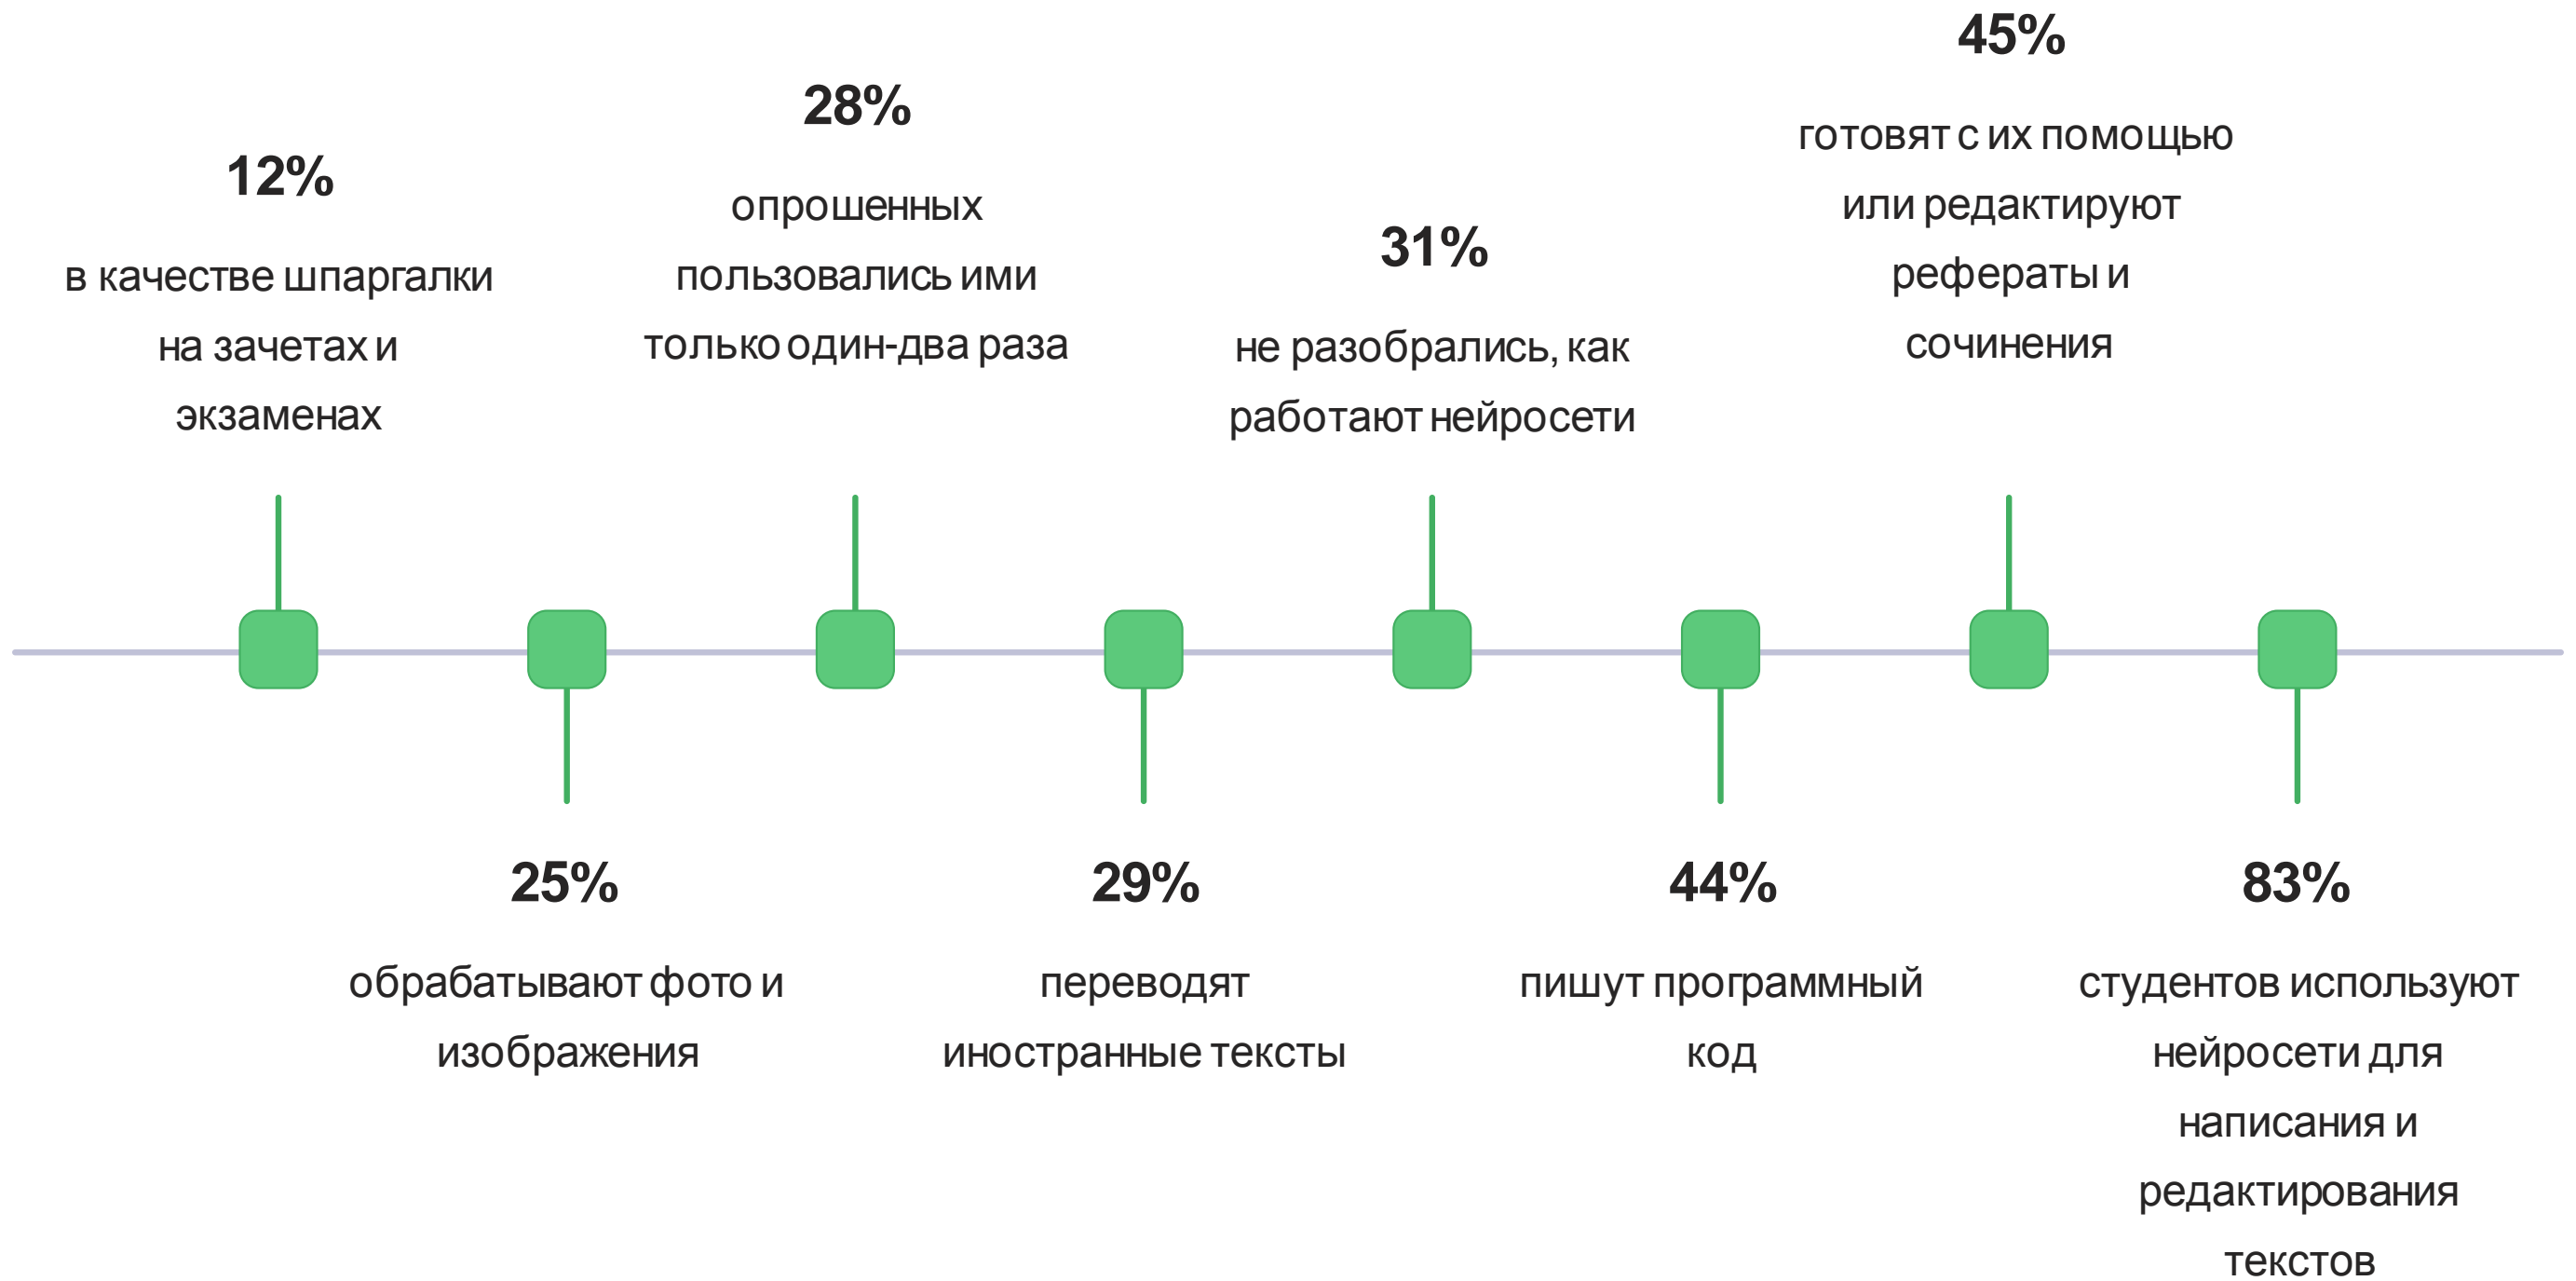 12%
в качестве шпаргалки
на зачетах и
экзаменах
25%
обрабатывают фото и
изображения
28%
опрошенных
пользовались ими
только один-два раза
29%
переводят
иностранные тексты
31%
не разобрались, как
работают нейросети
44%
пишут программный
код
45%
готовят с их помощью
или редактируют
рефераты и
сочинения
83%
студентов используют
нейросети для
написания и
редактирования
текстов